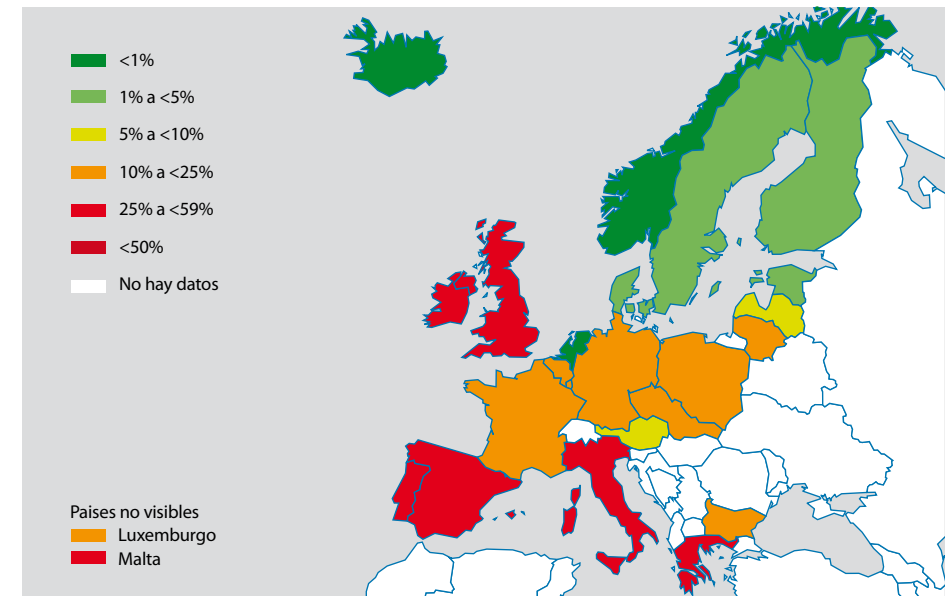 <1%
1% a <5%
5% a <10%
10% a <25%
25% a <59%
<50%
No hay datos
Paises no visibles
Luxemburgo
Malta